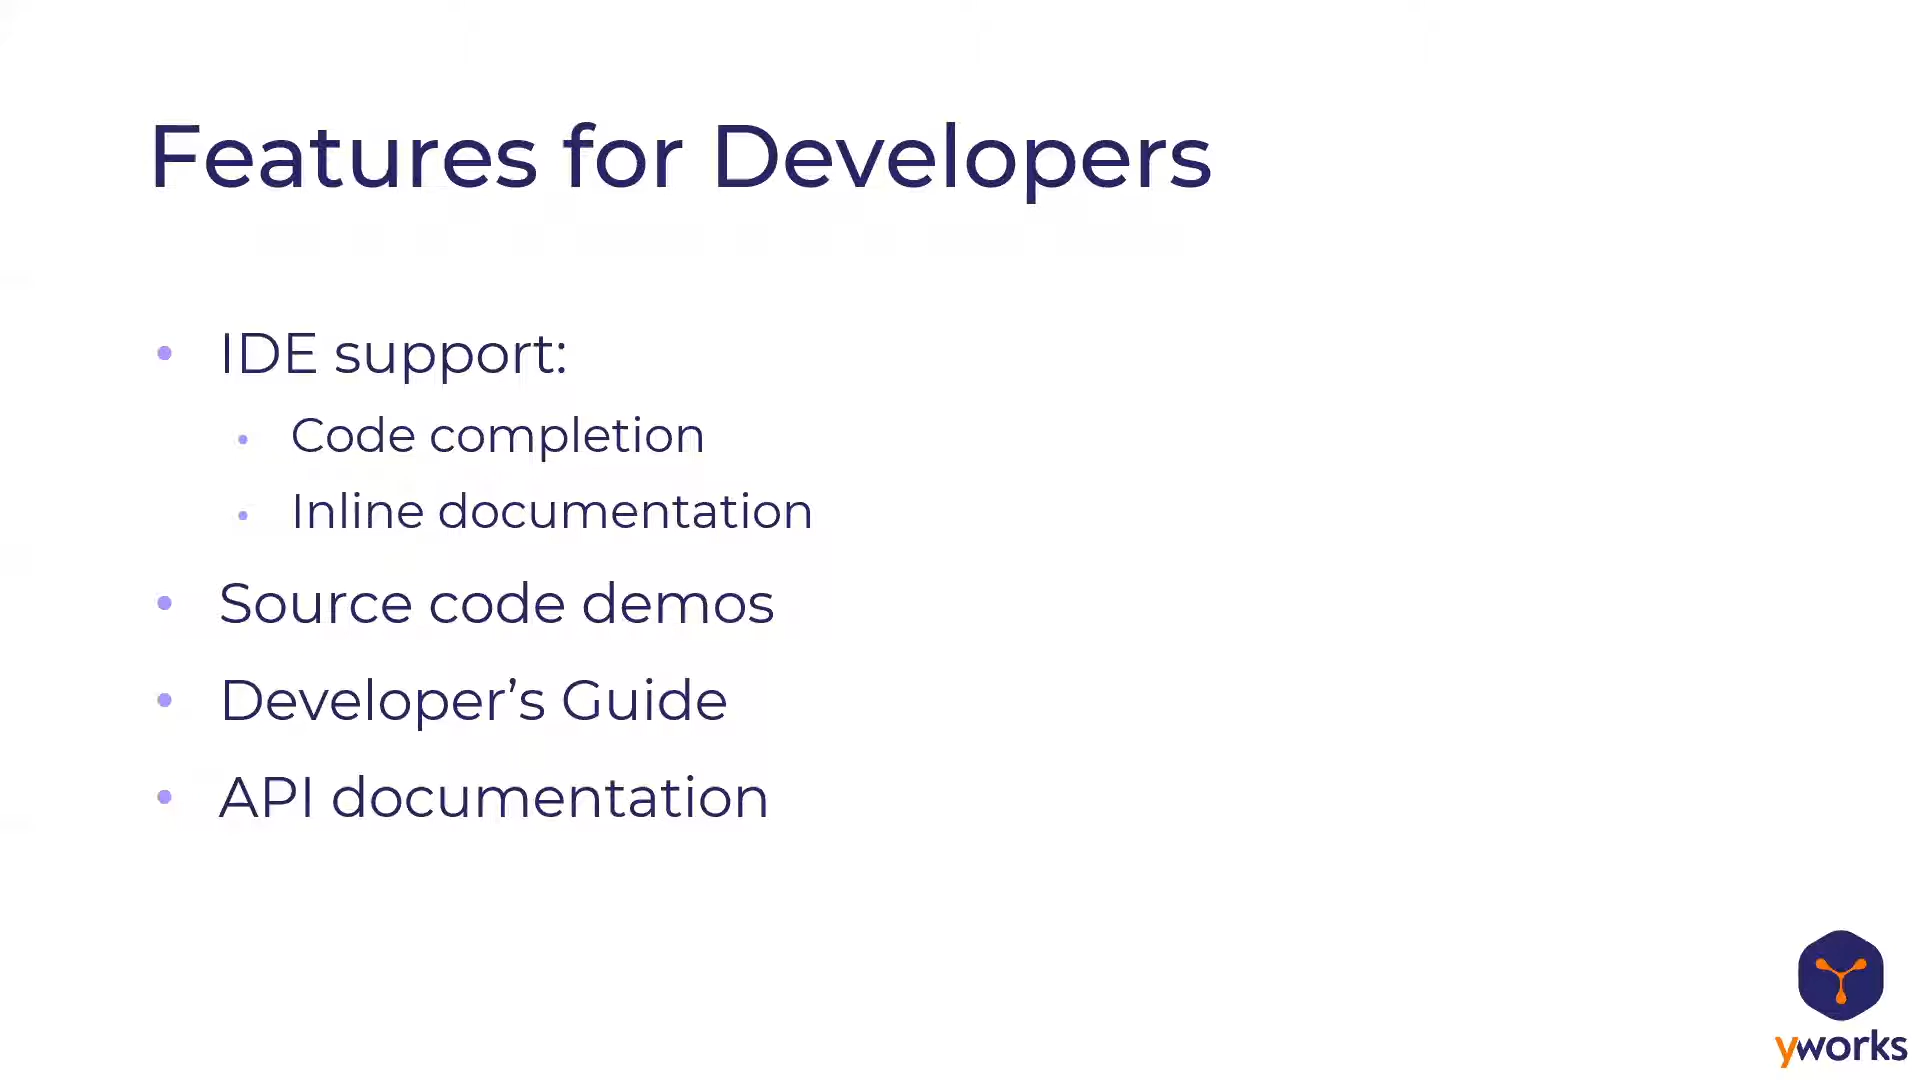 Features for Developers
• IDE support:
• Code completion
• Inline documentation
• Source code demos
• Developer’s Guide
• API documentation
yworks